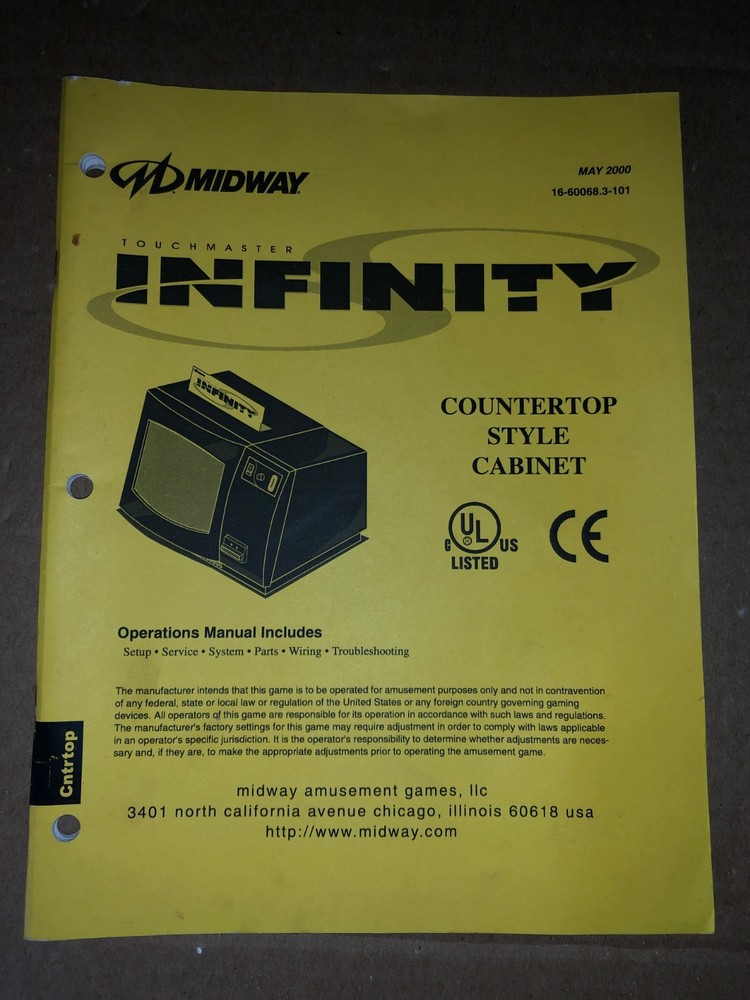 MIDWAY
MAY 2000
16-60068.3-101
TOUCHMASTER
INFINITY
INFINITY
COUNTERTOP
STYLE
CABINET
C UL US
LISTED
CE
Operations Manual Includes
Setup • Service • System • Parts • Wiring • Troubleshooting
The manufacturer intends that this game is to be operated for amusement purposes only and not in contravention
of any federal, state or local law or regulation of the United States or any foreign country governing gaming
devices. All operators of this game are responsible for its operation in accordance with such laws and regulations.
The manufacturer's factory settings for this game may require adjustment in order to comply with laws applicable
in an operator's specific jurisdiction. It is the operator's responsibility to determine whether adjustments are neces-
sary and, if they are, to make the appropriate adjustments prior to operating the amusement game.
Cntrtop
midway amusement games, llc
3401 north california avenue chicago, illinois 60618 usa
http://www.midway.com